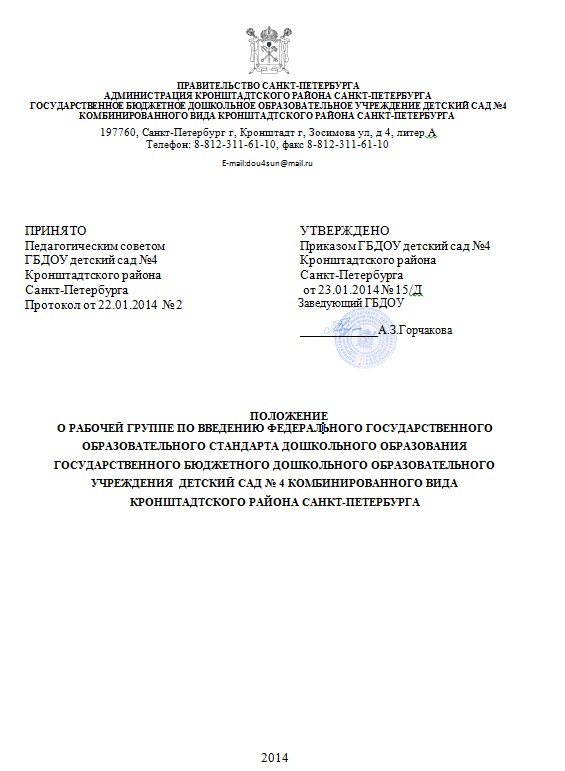 ПРАВИТЕЛЬСТВО САНКТ-ПЕТЕРБУРГА
АДМИНИСТРАЦИЯ КРОНШТАДТСКОГО РАЙОНА САНКТ-ПЕТЕРБУРГА
ГОСУДАРСТВЕННОЕ БЮДЖЕТНОЕ ДОШКОЛЬНОЕ ОБРАЗОВАТЕЛЬНОЕ УЧРЕЖДЕНИЕ ДЕТСКИЙ САД №4
КОМБИНИРОВАННОГО ВИДА КРОНШТАДТСКОГО РАЙОНА САНКТ-ПЕТЕРБУРГА
197760, Санкт-Петербург г, Кронштадт г, Зосимова ул, д 4, литер А
Телефон: 8-812-311-61-10, факс 8-812-311-61-10
E-mail:dou4sun@mail.ru
ПРИНЯТО
Педагогическим советом
ГБДОУ детский сад №4
Кронштадтского района
Санкт-Петербурга
Протокол от 22.01.2014 №2
УТВЕРЖДЕНО
Приказом ГБДОУ детский сад №4
Кронштадтского района
Санкт-Петербурга
от 23.01.2014 №15/Д
Заведующий ГБДОУ
_____________А.З.Горчакова
ПОЛОЖЕНИЕ
О РАБОЧЕЙ ГРУППЕ ПО ВВЕДЕНИЮ ФЕДЕРАЛЬНОГО ГОСУДАРСТВЕННОГО
ОБРАЗОВАТЕЛЬНОГО СТАНДАРТА ДОШКОЛЬНОГО ОБРАЗОВАНИЯ
ГОСУДАРСТВЕННОГО БЮДЖЕТНОГО ДОШКОЛЬНОГО ОБРАЗОВАТЕЛЬНОГО
УЧРЕЖДЕНИЯ ДЕТСКИЙ САД № 4 КОМБИНИРОВАННОГО ВИДА
КРОНШТАДТСКОГО РАЙОНА САНКТ-ПЕТЕРБУРГА
2014